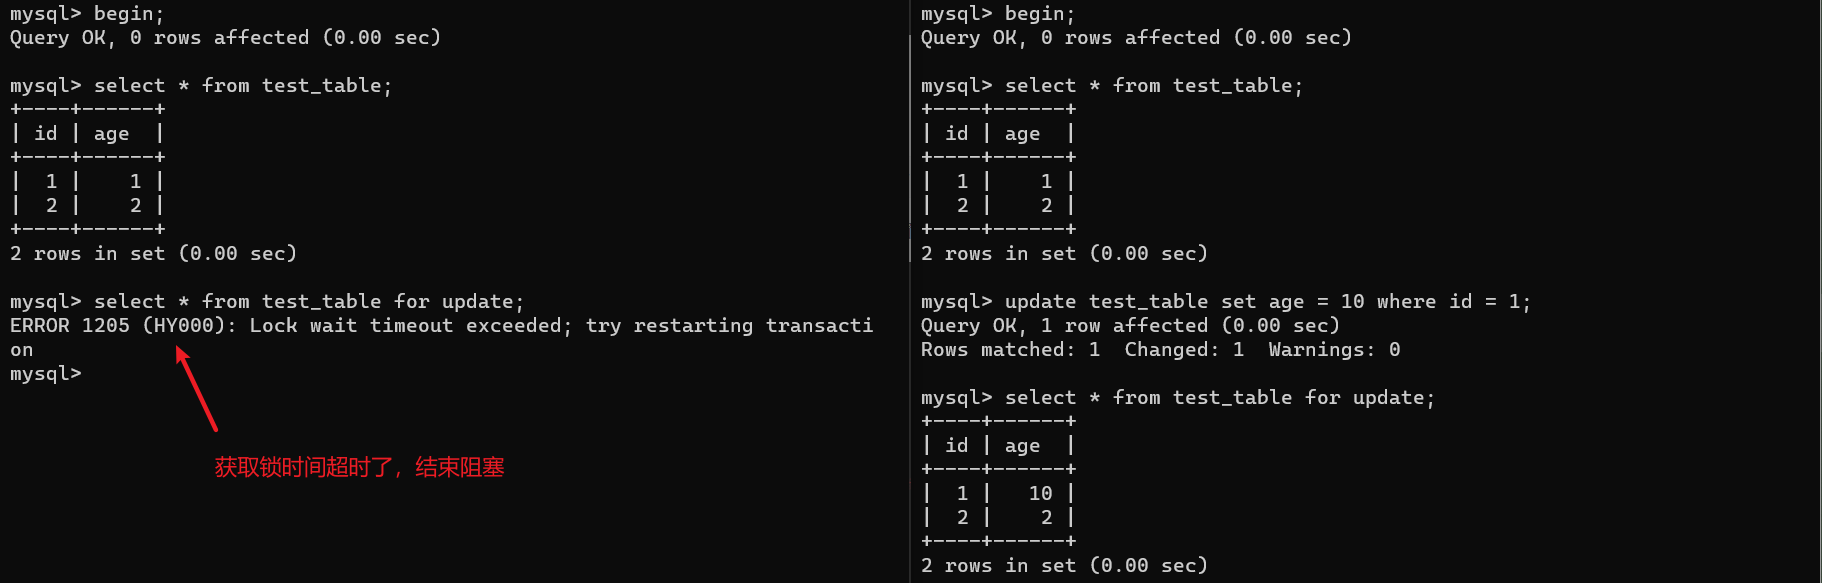 mysql> begin;
Query OK, 0 rows affected (0.00 sec)
mysql> select * from test_table;
+----+------+
| id | age  |
+----+------+
|  1 |    1 |
|  2 |    2 |
+----+------+
2 rows in set (0.00 sec)
mysql> select * from test_table for update;
ERROR 1205 (HY000): Lock wait timeout exceeded; try restarting transacti
on
mysql>
获取锁时间超时了，结束阻塞
mysql> begin;
Query OK, 0 rows affected (0.00 sec)
mysql> select * from test_table;
+----+------+
| id | age  |
+----+------+
|  1 |    1 |
|  2 |    2 |
+----+------+
2 rows in set (0.00 sec)
mysql> update test_table set age = 10 where id = 1;
Query OK, 1 row affected (0.00 sec)
Rows matched: 1  Changed: 1  Warnings: 0
mysql> select * from test_table for update;
+----+------+
| id | age  |
+----+------+
|  1 |   10 |
|  2 |    2 |
+----+------+
2 rows in set (0.00 sec)